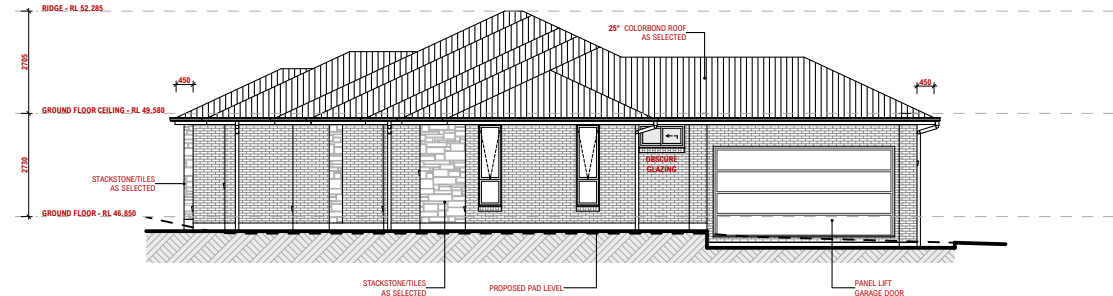 RIDGE - RL 52.285
25° COLORBOND ROOF
AS SELECTED
2705
450
450
GROUND FLOOR CEILING - RL 49,580
2730
OBSCURE
GLAZING
STACKSTONE/TILES
AS SELECTED
GROUND FLOOR - RL 46,850
STACKSTONE/TILES
AS SELECTED
PROPOSED PAD LEVEL
PANEL LIFT
GARAGE DOOR